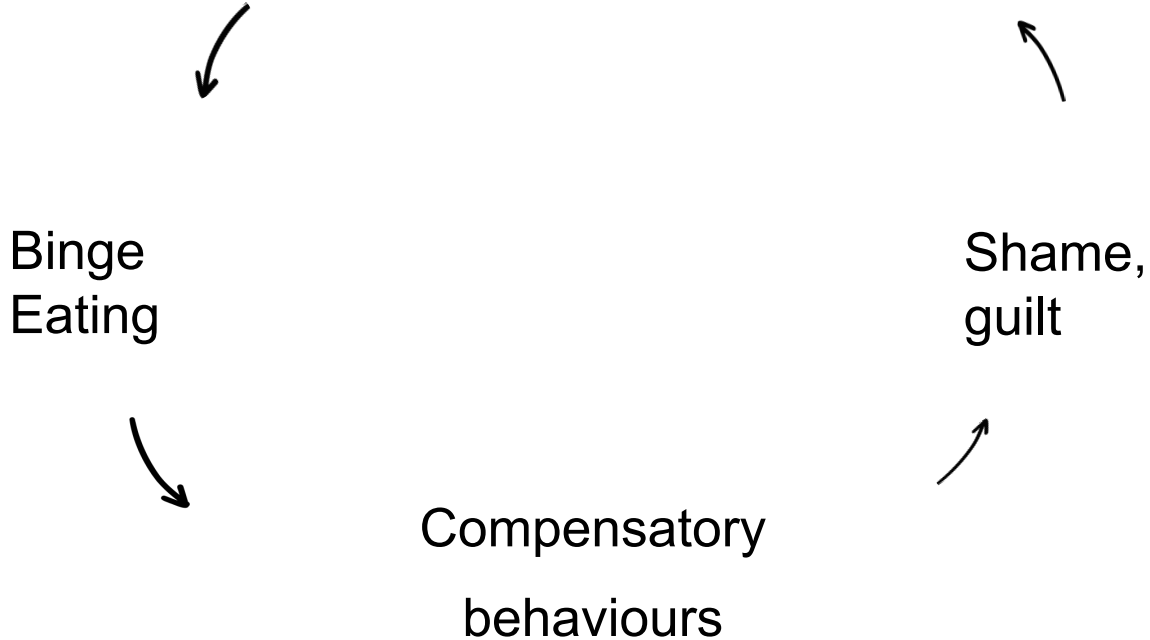 Binge
Eating
Shame,
guilt
Compensatory
behaviours